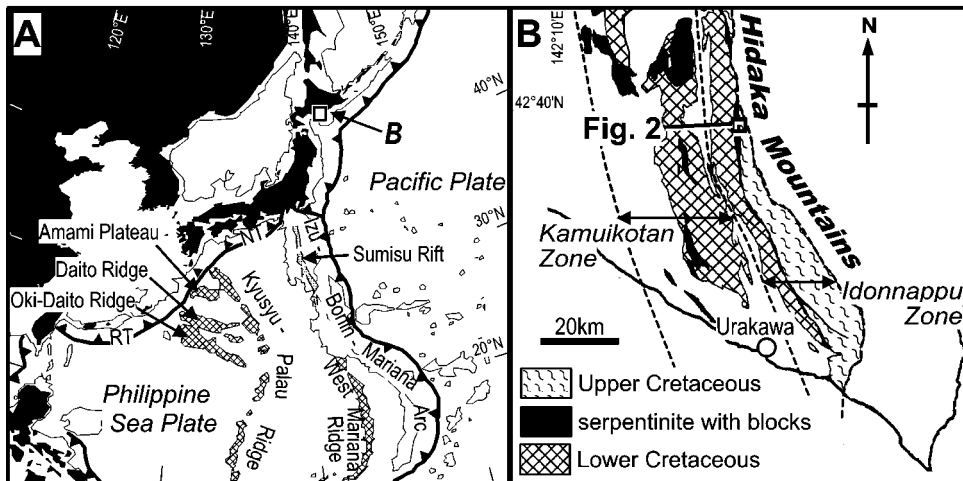 A
120°E
130°E
140°E
150°E
40°N
B
Pacific Plate
30°N
Amami Plateau
NT
Izu
Sumisu Rift
Daito Ridge
Kyusyu -
Oki-Daito Ridge
Bonin -
RT
20°N
Palau
Mariana
Philippine
Sea Plate
West
Mariana
Ridge
Ridge
Arc
B
142°10'E
Hidaka
Mountains
N
42°40'N
Fig. 2
Kamuikotan
Zone
Idonnappu
Zone
Urakawa
20km
Upper Cretaceous
serpentinite with blocks
Lower Cretaceous